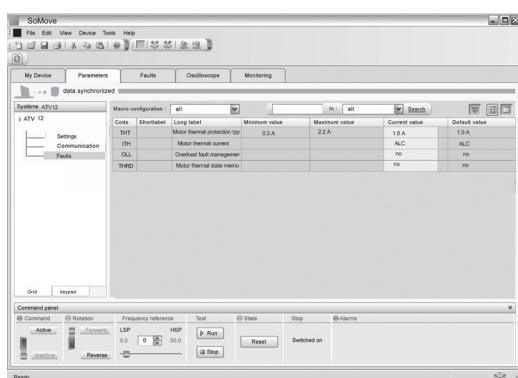 SoMove
File Edit View Device Tools Help
My Device Parameters Faults Oscilloscope Monitoring
data synchronized
Système ATV12
ATV 12
Settings
Communication
Faults
Grid keypad
Macro-configuration : all In : all Search
Code Shortlabel Long label Minimum value Maximum value Current value Default value
THT Motor thermal protection typ 0.3 A 2.2 A 1.0 A 1.0 A
ITH Motor thermal current ALC ALC
OLL Overload fault managemen no no
THRD Motor thermal state memo no no
Command panel x
Command Rotation Frequency reference Test State Stop Alarms
Active Forward LSP HSP Run
0.0 0 50.0 Reset Switched on
Inactive Reverse Stop
Ready